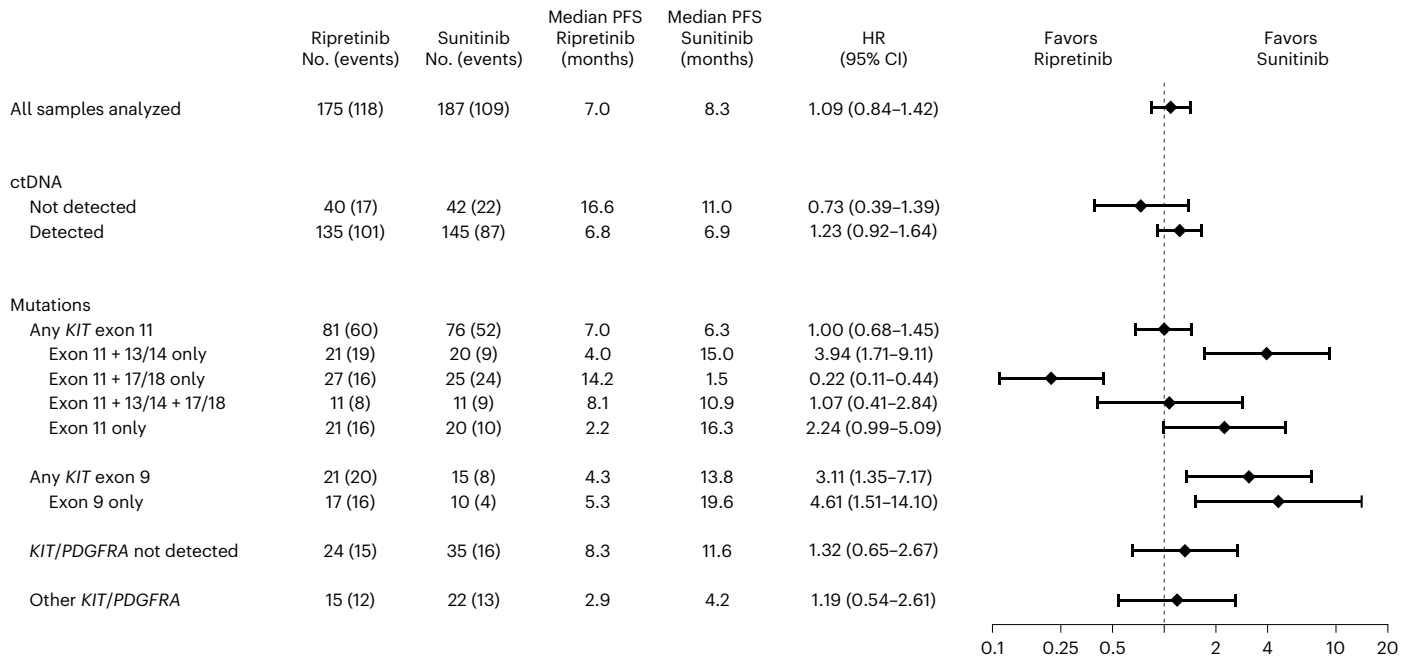 Ripretinib No. (events) Sunitinib No. (events) Median PFS Ripretinib (months) Median PFS Sunitinib (months) HR (95% CI) Favors Ripretinib Favors Sunitinib
All samples analyzed 175 (118) 187 (109) 7.0 8.3 1.09 (0.84–1.42)
ctDNA
Not detected 40 (17) 42 (22) 16.6 11.0 0.73 (0.39–1.39)
Detected 135 (101) 145 (87) 6.8 6.9 1.23 (0.92–1.64)
Mutations
Any KIT exon 11 81 (60) 76 (52) 7.0 6.3 1.00 (0.68–1.45)
Exon 11 + 13/14 only 21 (19) 20 (9) 4.0 15.0 3.94 (1.71–9.11)
Exon 11 + 17/18 only 27 (16) 25 (24) 14.2 1.5 0.22 (0.11–0.44)
Exon 11 + 13/14 + 17/18 11 (8) 11 (9) 8.1 10.9 1.07 (0.41–2.84)
Exon 11 only 21 (16) 20 (10) 2.2 16.3 2.24 (0.99–5.09)
Any KIT exon 9 21 (20) 15 (8) 4.3 13.8 3.11 (1.35–7.17)
Exon 9 only 17 (16) 10 (4) 5.3 19.6 4.61 (1.51–14.10)
KIT/PDGFRA not detected 24 (15) 35 (16) 8.3 11.6 1.32 (0.65–2.67)
Other KIT/PDGFRA 15 (12) 22 (13) 2.9 4.2 1.19 (0.54–2.61)
0.1 0.25 0.5 2 4 10 20